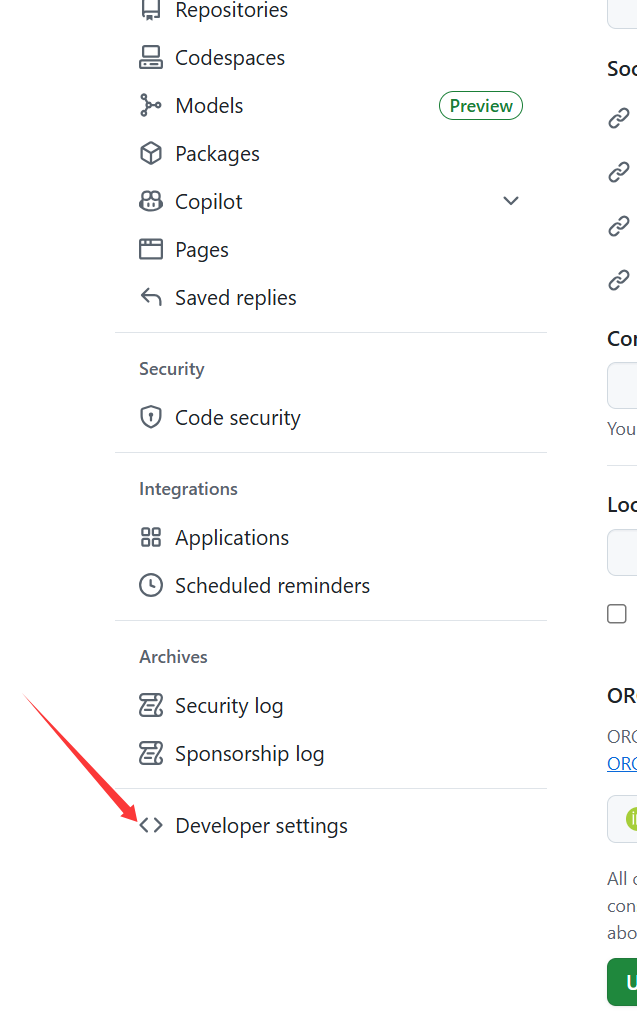 Repositories
Codespaces
Models
Preview
Packages
Copilot
Pages
Saved replies
Security
Code security
Integrations
Applications
Scheduled reminders
Archives
Security log
Sponsorship log
Developer settings
Soc
Con
You
Loc
ORC
ORC
ORC
All c
con
abo
U